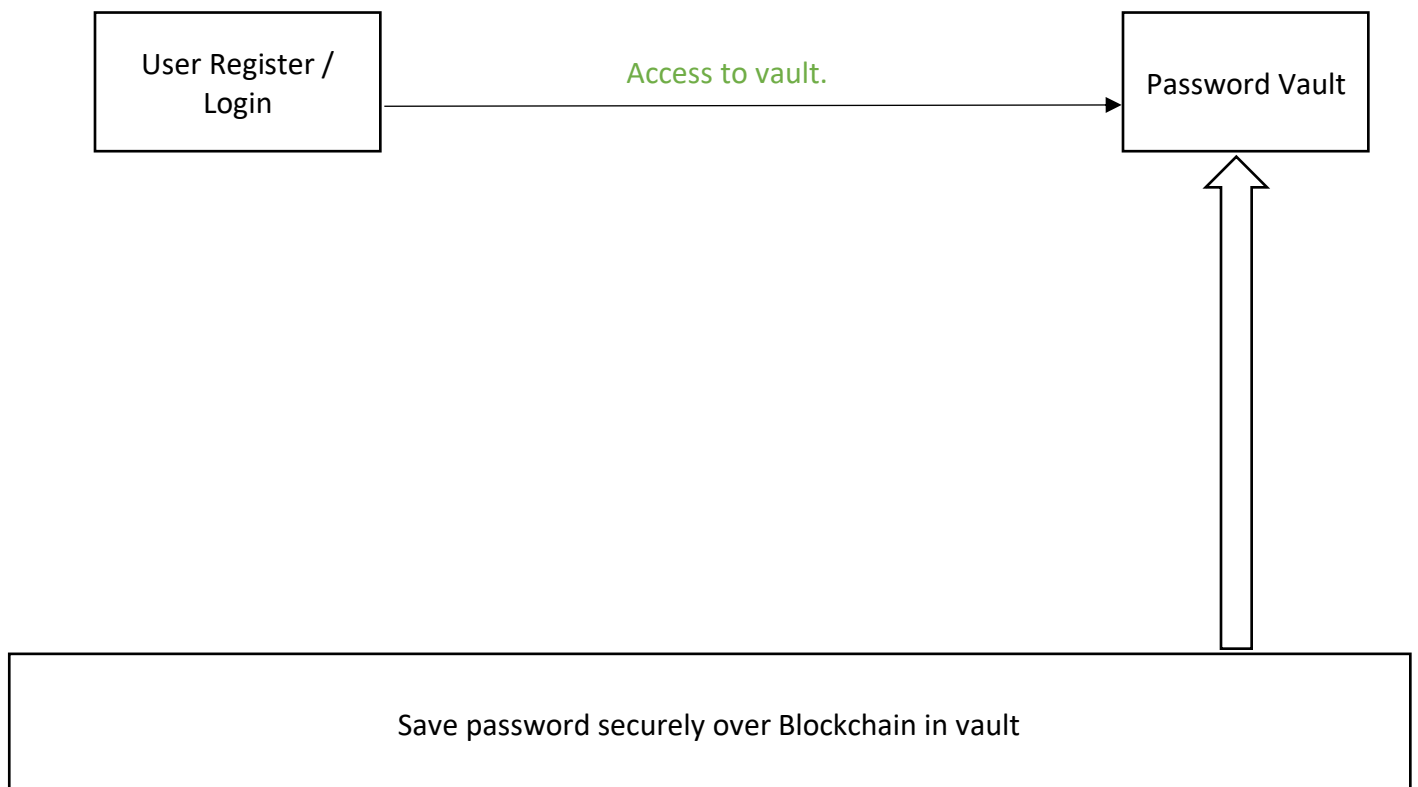 User Register /
Login
Access to vault.
Password Vault
Save password securely over Blockchain in vault